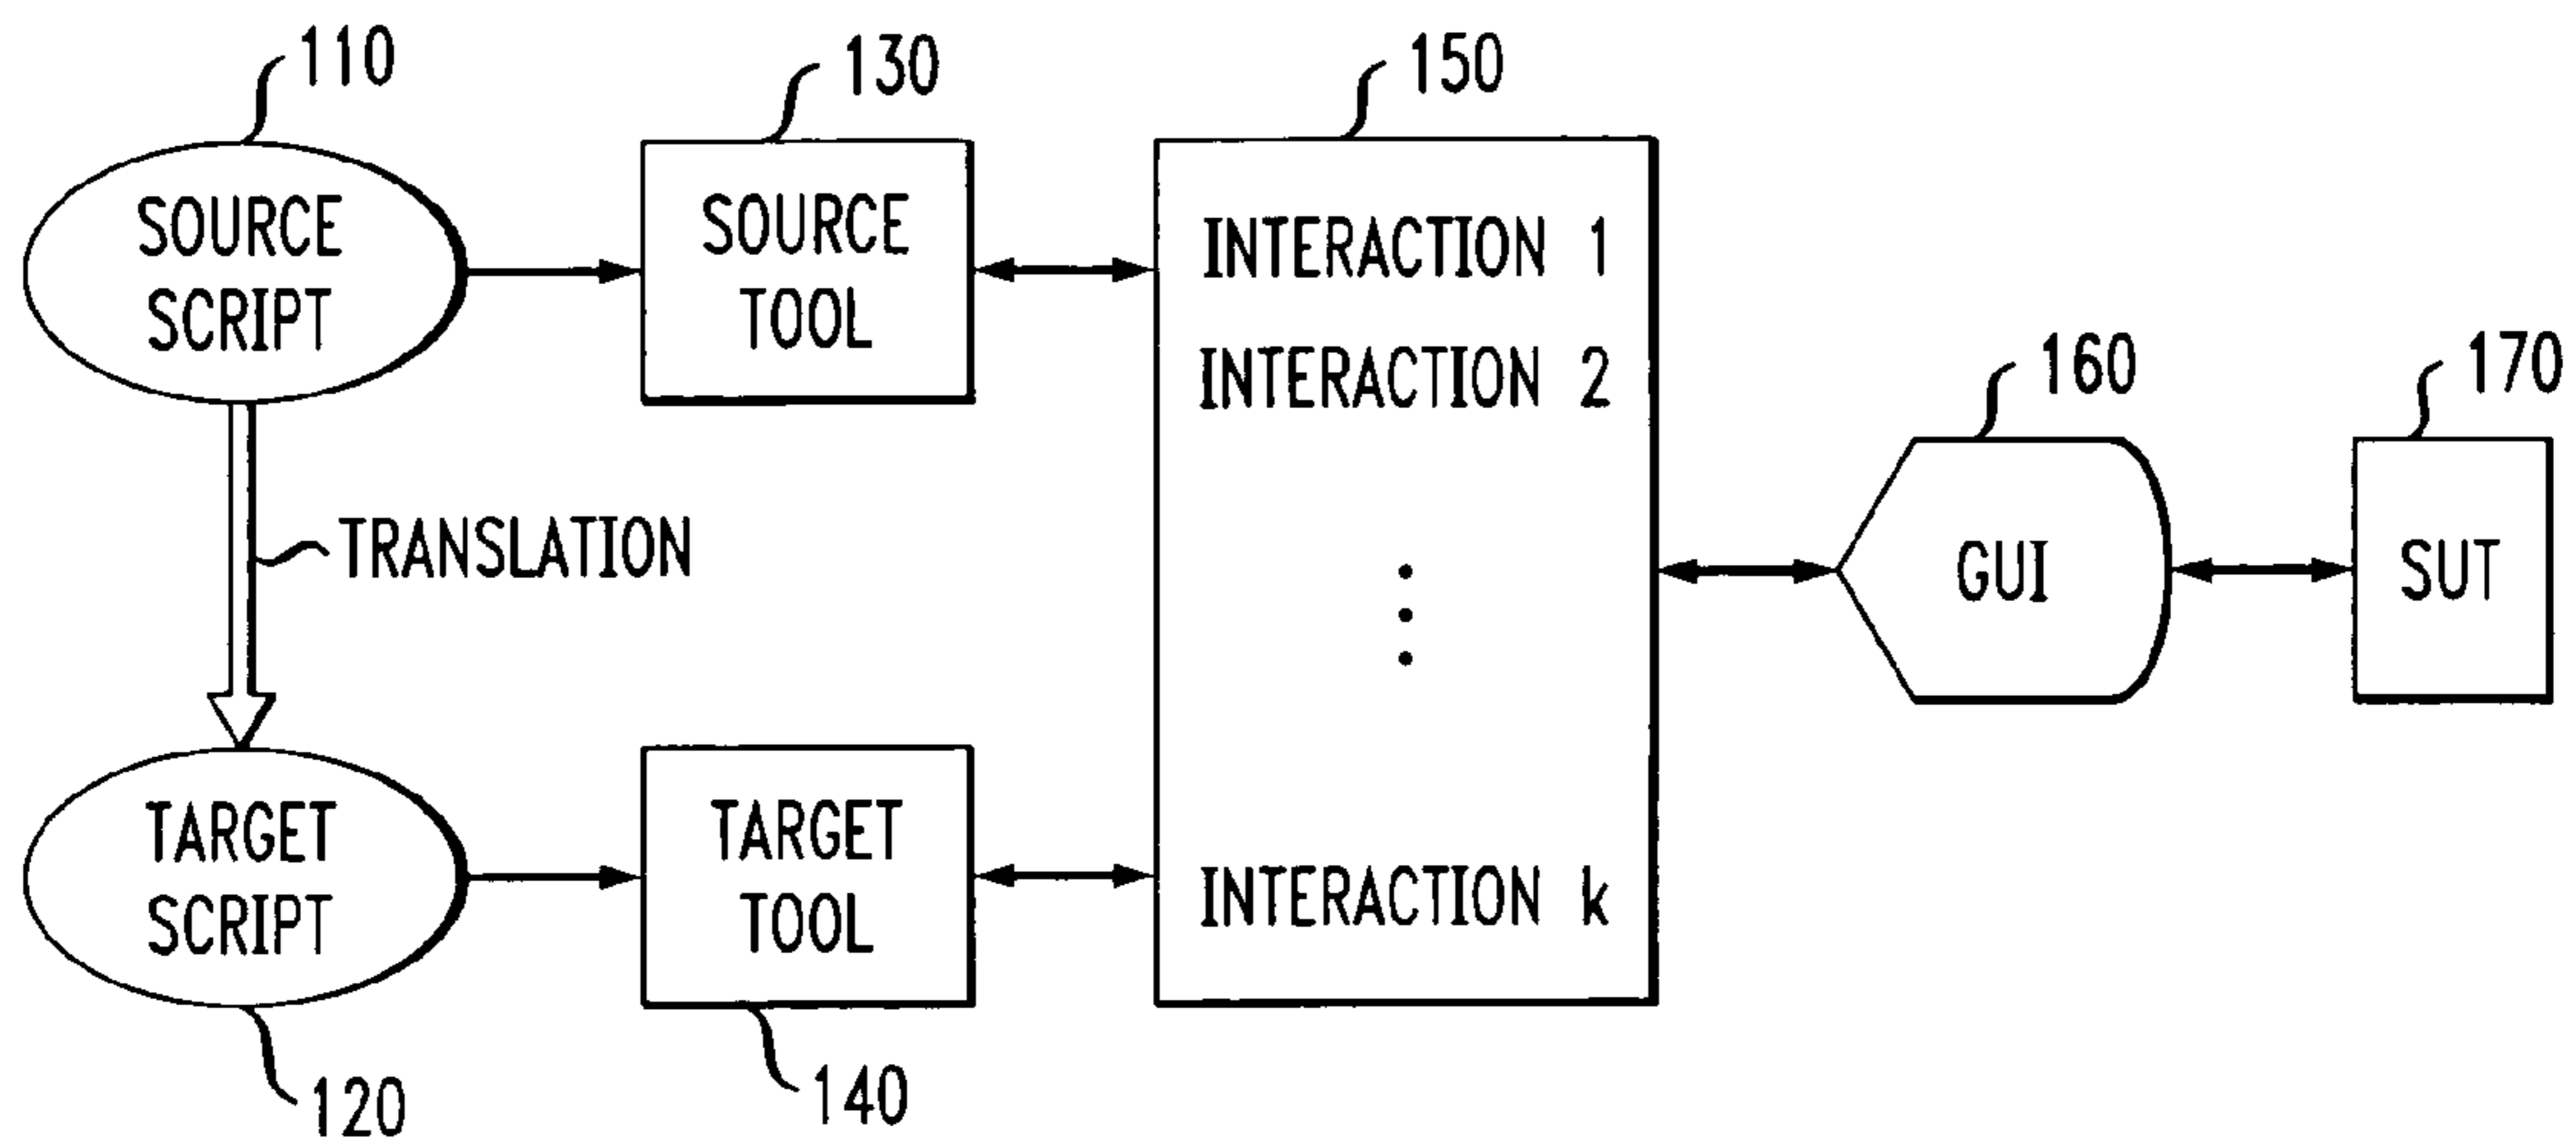 110
130
150
SOURCE
SCRIPT
SOURCE
TOOL
INTERACTION 1
INTERACTION 2
160
170
TRANSLATION
GUI
SUT
TARGET
SCRIPT
TARGET
TOOL
INTERACTION k
120
140